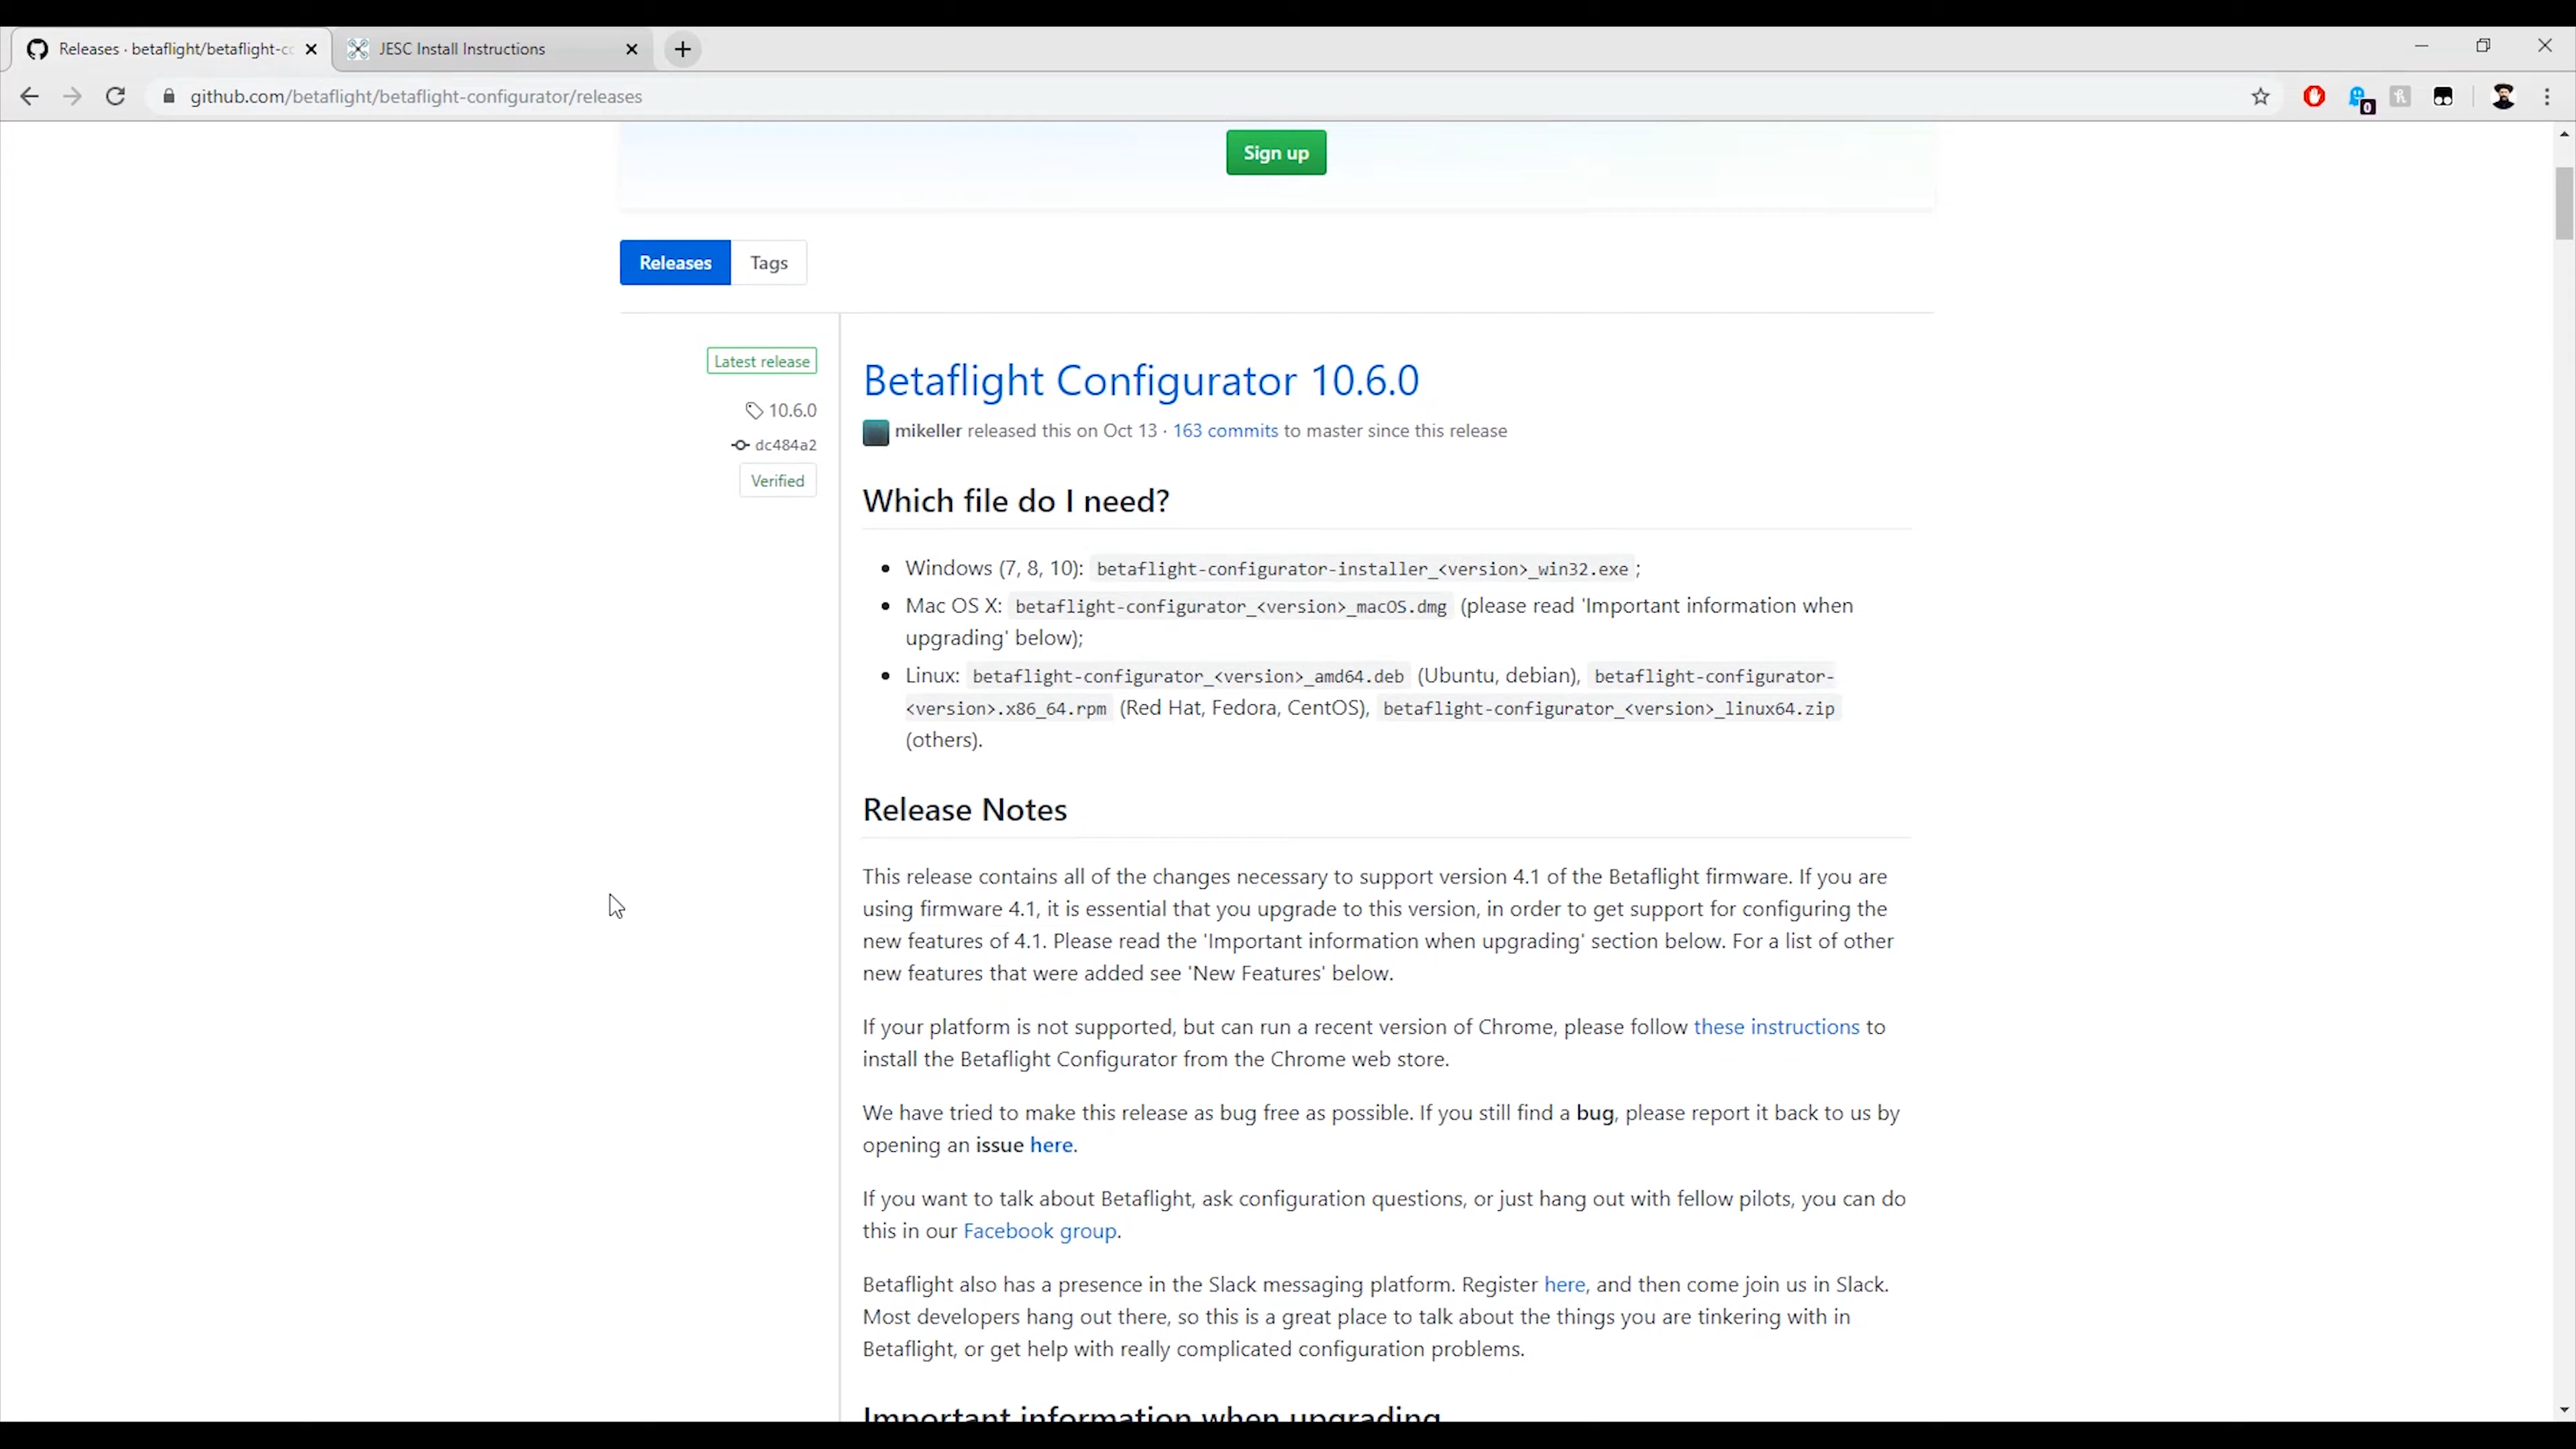 Releases · betaflight/betaflight-cc
JESC Install Instructions
github.com/betaflight/betaflight-configurator/releases
0
Sign up
Releases
Tags
Latest release
10.6.0
dc484a2
Verified
Betaflight Configurator 10.6.0
mikeller released this on Oct 13 · 163 commits to master since this release
Which file do I need?
Windows (7, 8, 10): betaflight-configurator-installer_<version>_win32.exe ;
Mac OS X: betaflight-configurator_<version>_macOS.dmg (please read 'Important information when
upgrading' below);
Linux: betaflight-configurator_<version>_amd64.deb (Ubuntu, debian), betaflight-configurator-
<version>.x86_64.rpm (Red Hat, Fedora, CentOS), betaflight-configurator_<version>_linux64.zip
(others).
Release Notes
This release contains all of the changes necessary to support version 4.1 of the Betaflight firmware. If you are
using firmware 4.1, it is essential that you upgrade to this version, in order to get support for configuring the
new features of 4.1. Please read the 'Important information when upgrading' section below. For a list of other
new features that were added see 'New Features' below.
If your platform is not supported, but can run a recent version of Chrome, please follow these instructions to
install the Betaflight Configurator from the Chrome web store.
We have tried to make this release as bug free as possible. If you still find a bug, please report it back to us by
opening an issue here.
If you want to talk about Betaflight, ask configuration questions, or just hang out with fellow pilots, you can do
this in our Facebook group.
Betaflight also has a presence in the Slack messaging platform. Register here, and then come join us in Slack.
Most developers hang out there, so this is a great place to talk about the things you are tinkering with in
Betaflight, or get help with really complicated configuration problems.
Important information when upgrading